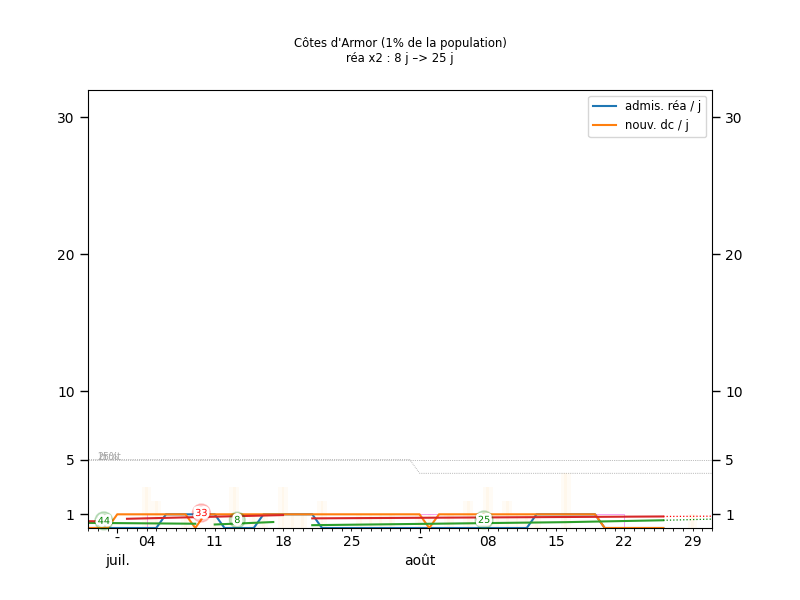 Côtes d'Armor (1% de la population)
réa x2 : 8 j –> 25 j
admis. réa / j
nouv. dc / j
30 30
20 20
10 10
5 5
1 1
44 33 8 25
- 04 11 18 25 - 08 15 22 29
juil. août